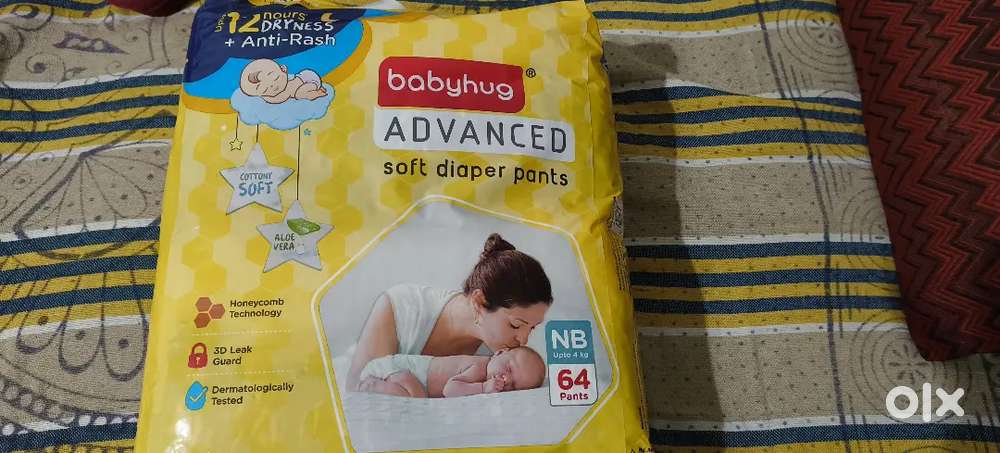 upto 12 hours
DRYNESS
+ Anti-Rash
babyhug®
ADVANCED
soft diaper pants
COTTONY
SOFT
ALOE
VERA
Honeycomb
Technology
3D Leak
Guard
Dermatologically
Tested
NB
Upto 4 kg
64
Pants
olx